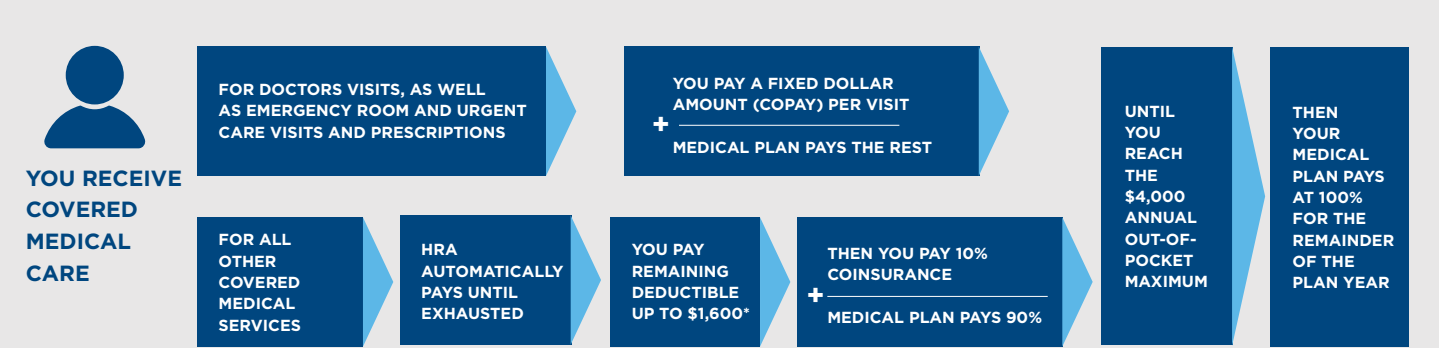 YOU RECEIVE
COVERED
MEDICAL
CARE
FOR DOCTORS VISITS, AS WELL
AS EMERGENCY ROOM AND URGENT
CARE VISITS AND PRESCRIPTIONS
YOU PAY A FIXED DOLLAR
AMOUNT (COPAY) PER VISIT
+
MEDICAL PLAN PAYS THE REST
FOR ALL
OTHER
COVERED
MEDICAL
SERVICES
HRA
AUTOMATICALLY
PAYS UNTIL
EXHAUSTED
YOU PAY
REMAINING
DEDUCTIBLE
UP TO $1,600*
THEN YOU PAY 10%
COINSURANCE
+
MEDICAL PLAN PAYS 90%
UNTIL
YOU
REACH
THE
$4,000
ANNUAL
OUT-OF-
POCKET
MAXIMUM
THEN
YOUR
MEDICAL
PLAN PAYS
AT 100%
FOR THE
REMAINDER
OF THE
PLAN YEAR